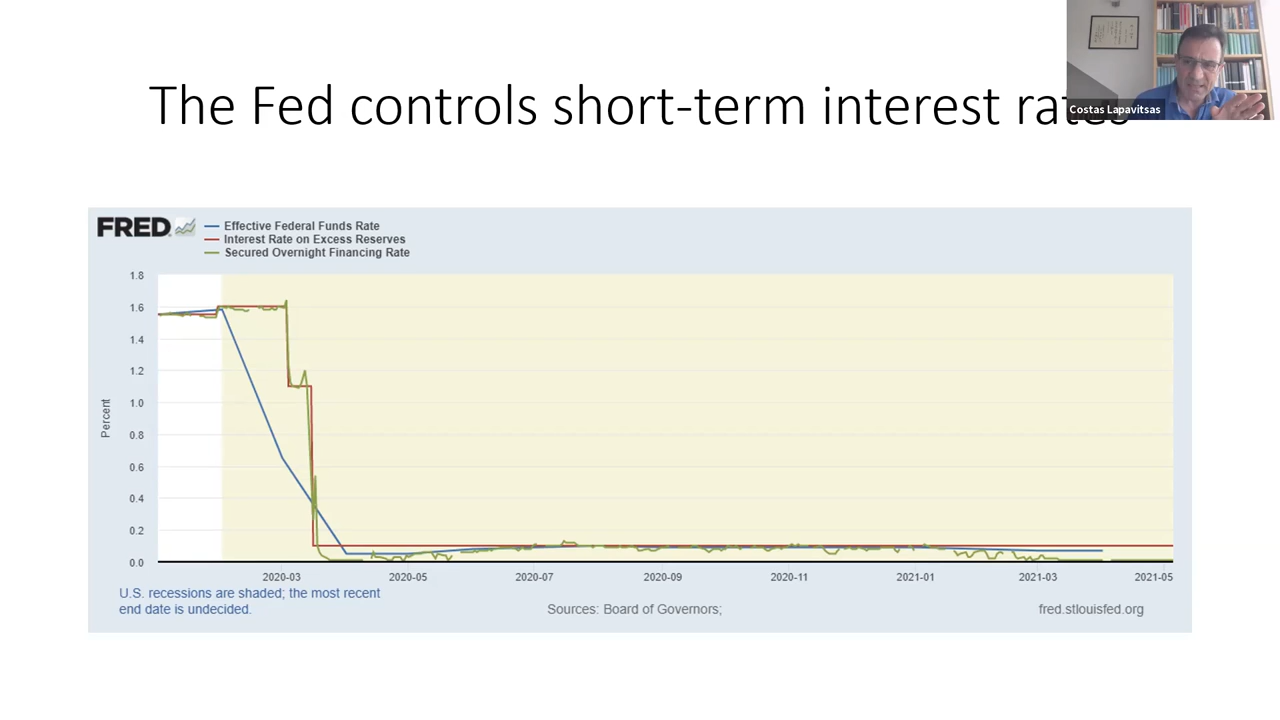 The Fed controls short-term interest rates
Costas Lapavitsas
FRED
Effective Federal Funds Rate
Interest Rate on Excess Reserves
Secured Overnight Financing Rate
Percent
1.8
1.6
1.4
1.2
1.0
0.8
0.6
0.4
0.2
0.0
2020-03 2020-05 2020-07 2020-09 2020-11 2021-01 2021-03 2021-05
U.S. recessions are shaded; the most recent
end date is undecided.
Sources: Board of Governors;
fred.stlouisfed.org